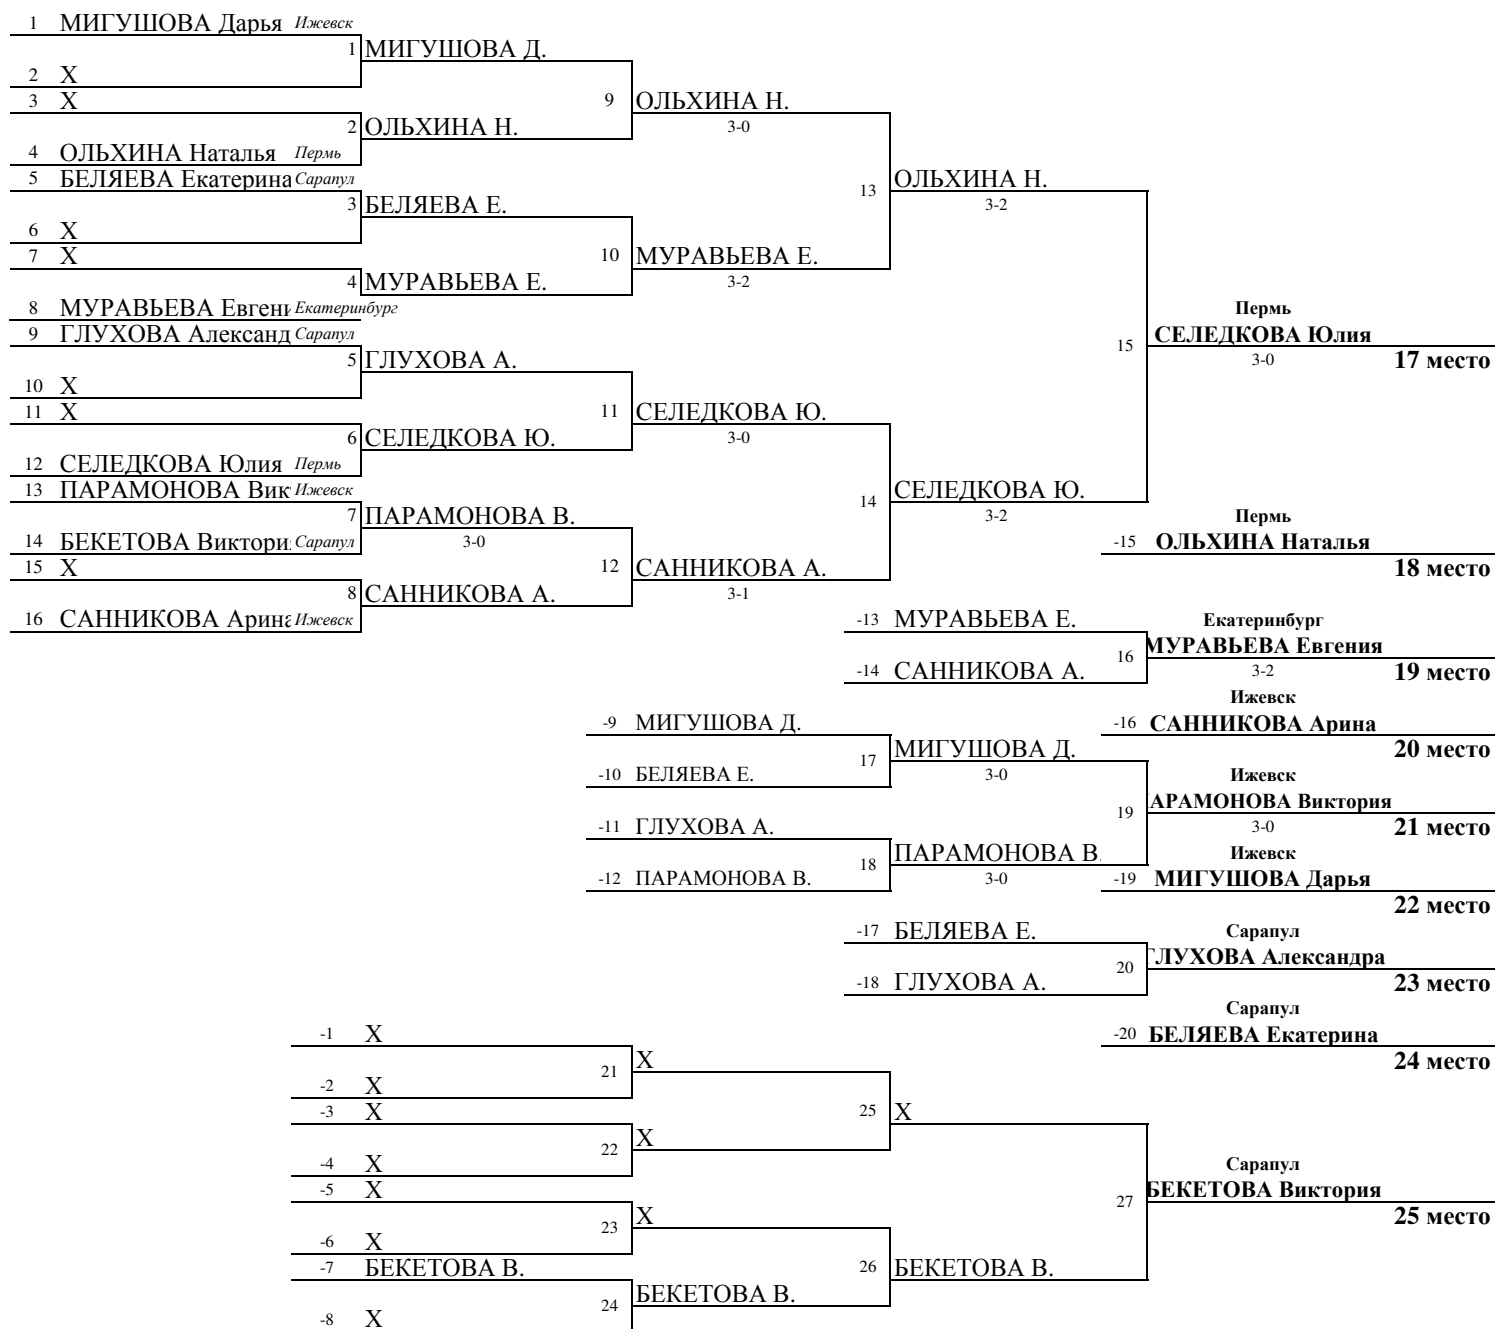 1 МИГУШОВА Дарья Ижевск
1 МИГУШОВА Д.
2 X
3 X
9 ОЛЬХИНА Н.
3-0
2 ОЛЬХИНА Н.
4 ОЛЬХИНА Наталья Пермь
5 БЕЛЯЕВА Екатерина Сарапул
13 ОЛЬХИНА Н.
3-2
3 БЕЛЯЕВА Е.
6 X
7 X
10 МУРАВЬЕВА Е.
3-2
4 МУРАВЬЕВА Е.
8 МУРАВЬЕВА Евгени Екатеринбург
Пермь
9 ГЛУХОВА Александ Сарапул
15 СЕЛЕДКОВА Юлия
3-0 17 место
5 ГЛУХОВА А.
10 X
11 X
11 СЕЛЕДКОВА Ю.
3-0
6 СЕЛЕДКОВА Ю.
12 СЕЛЕДКОВА Юлия Пермь
13 ПАРАМОНОВА Вик Ижевск
14 СЕЛЕДКОВА Ю.
3-2
7 ПАРАМОНОВА В.
3-0
Пермь
14 БЕКЕТОВА Виктори Сарапул
-15 ОЛЬХИНА Наталья
18 место
15 X
12 САННИКОВА А.
3-1
8 САННИКОВА А.
16 САННИКОВА Арина Ижевск
-13 МУРАВЬЕВА Е.
Екатеринбург
16 МУРАВЬЕВА Евгения
3-2 19 место
-14 САННИКОВА А.
Ижевск
-9 МИГУШОВА Д.
-16 САННИКОВА Арина
20 место
17 МИГУШОВА Д.
3-0
-10 БЕЛЯЕВА Е.
Ижевск
19 АРАМОНОВА Виктория
3-0 21 место
-11 ГЛУХОВА А.
18 ПАРАМОНОВА В.
3-0
Ижевск
-12 ПАРАМОНОВА В.
-19 МИГУШОВА Дарья
22 место
-17 БЕЛЯЕВА Е.
Сарапул
20 ГЛУХОВА Александра
23 место
-18 ГЛУХОВА А.
Сарапул
-1 X
-20 БЕЛЯЕВА Екатерина
24 место
21 X
-2 X
-3 X
25 X
22 X
-4 X
Сарапул
-5 X
27 БЕКЕТОВА Виктория
25 место
23 X
-6 X
-7 БЕКЕТОВА В.
26 БЕКЕТОВА В.
24 БЕКЕТОВА В.
-8 X